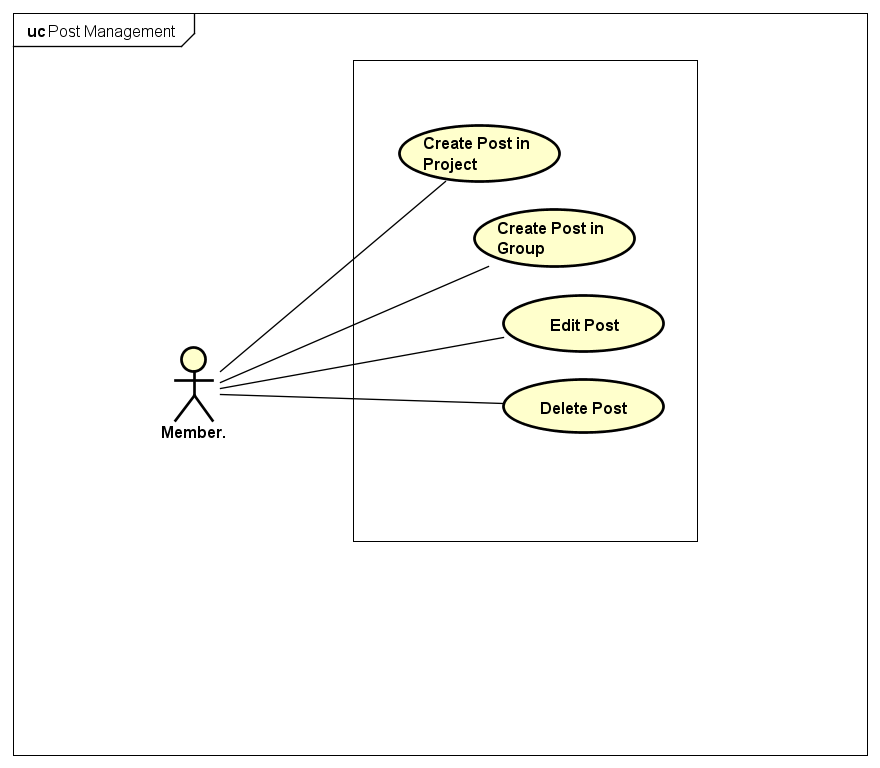 uc Post Management
Create Post in
Project
Create Post in
Group
Edit Post
Delete Post
Member.